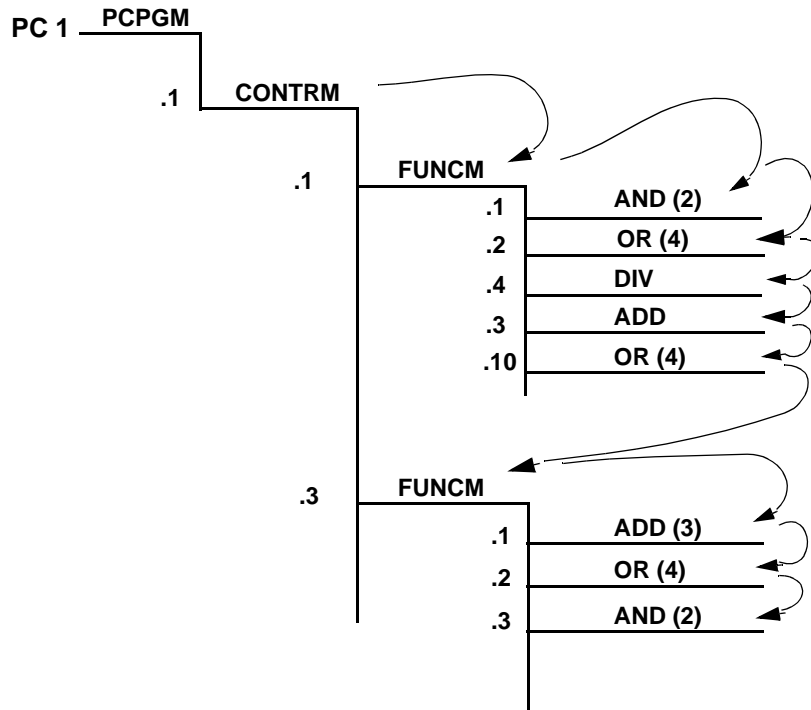 PC 1 PCPGM
.1 CONTRM
.1 FUNCM
.1 AND (2)
.2 OR (4)
.4 DIV
.3 ADD
.10 OR (4)
.3 FUNCM
.1 ADD (3)
.2 OR (4)
.3 AND (2)